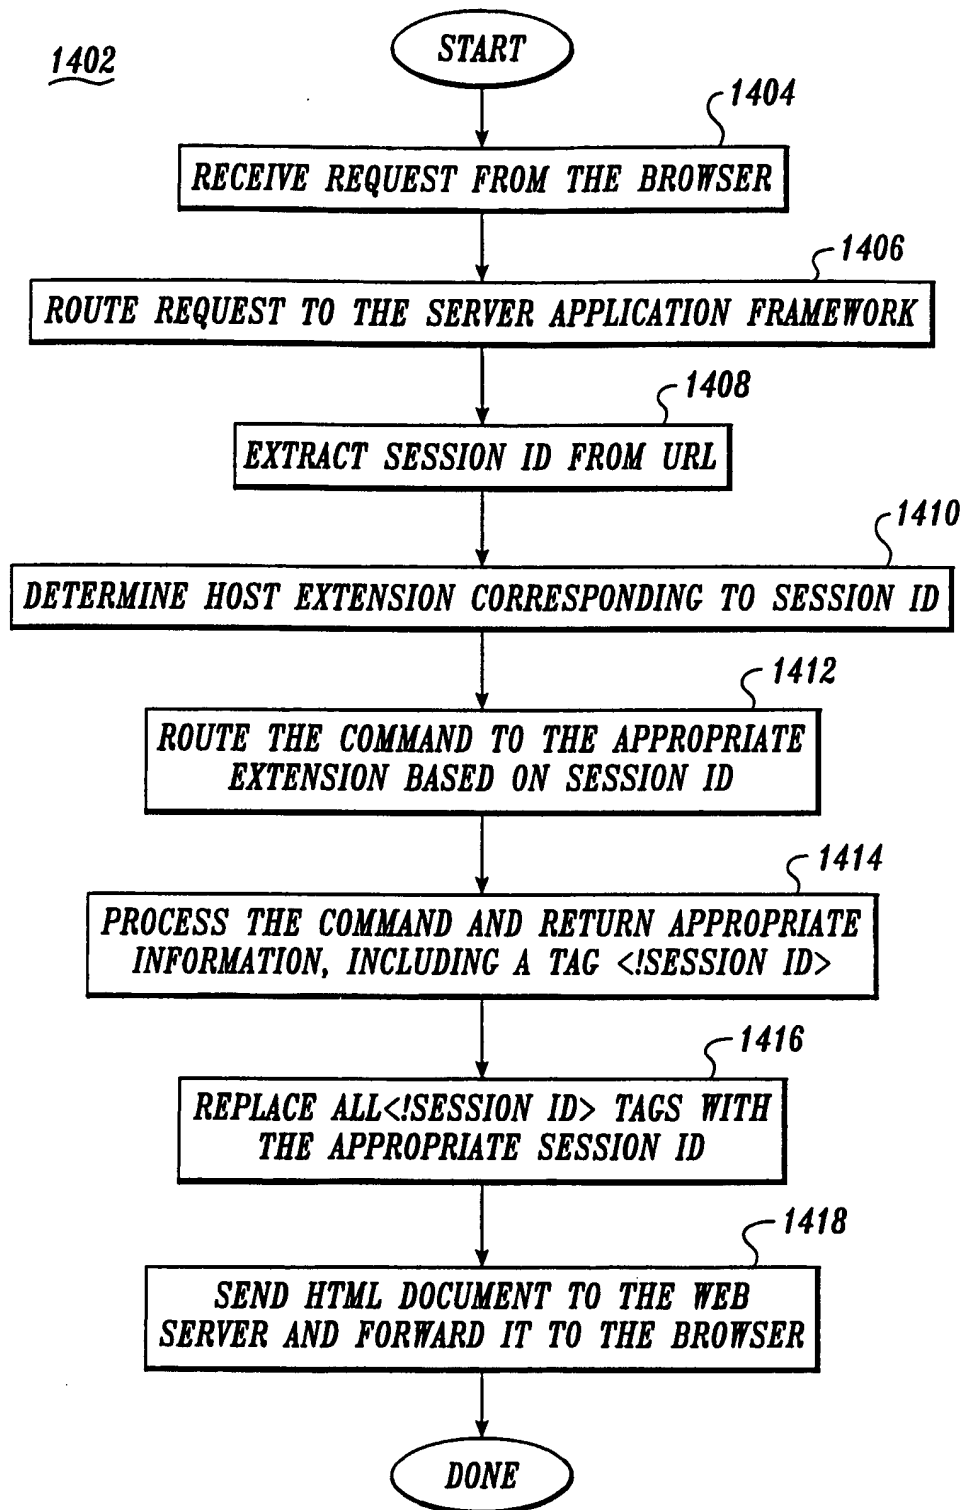 1402
START
1404
RECEIVE REQUEST FROM THE BROWSER
1406
ROUTE REQUEST TO THE SERVER APPLICATION FRAMEWORK
1408
EXTRACT SESSION ID FROM URL
1410
DETERMINE HOST EXTENSION CORRESPONDING TO SESSION ID
1412
ROUTE THE COMMAND TO THE APPROPRIATE
EXTENSION BASED ON SESSION ID
1414
PROCESS THE COMMAND AND RETURN APPROPRIATE
INFORMATION, INCLUDING A TAG <!SESSION ID>
1416
REPLACE ALL<!SESSION ID> TAGS WITH
THE APPROPRIATE SESSION ID
1418
SEND HTML DOCUMENT TO THE WEB
SERVER AND FORWARD IT TO THE BROWSER
DONE